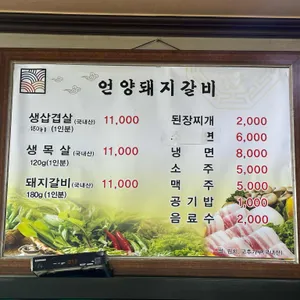 언양돼지갈비
생삼겹살 (국내산) 11,000
180g (1인분)
생 목 살 (국내산) 11,000
120g(1인분)
돼지갈비 (국내산) 11,000
180g (1인분)
된장찌개 2,000
면 6,000
냉 면 8,000
소 주 5,000
맥 주 5,000
공 기 밥 1,000
음 료 수 2,000